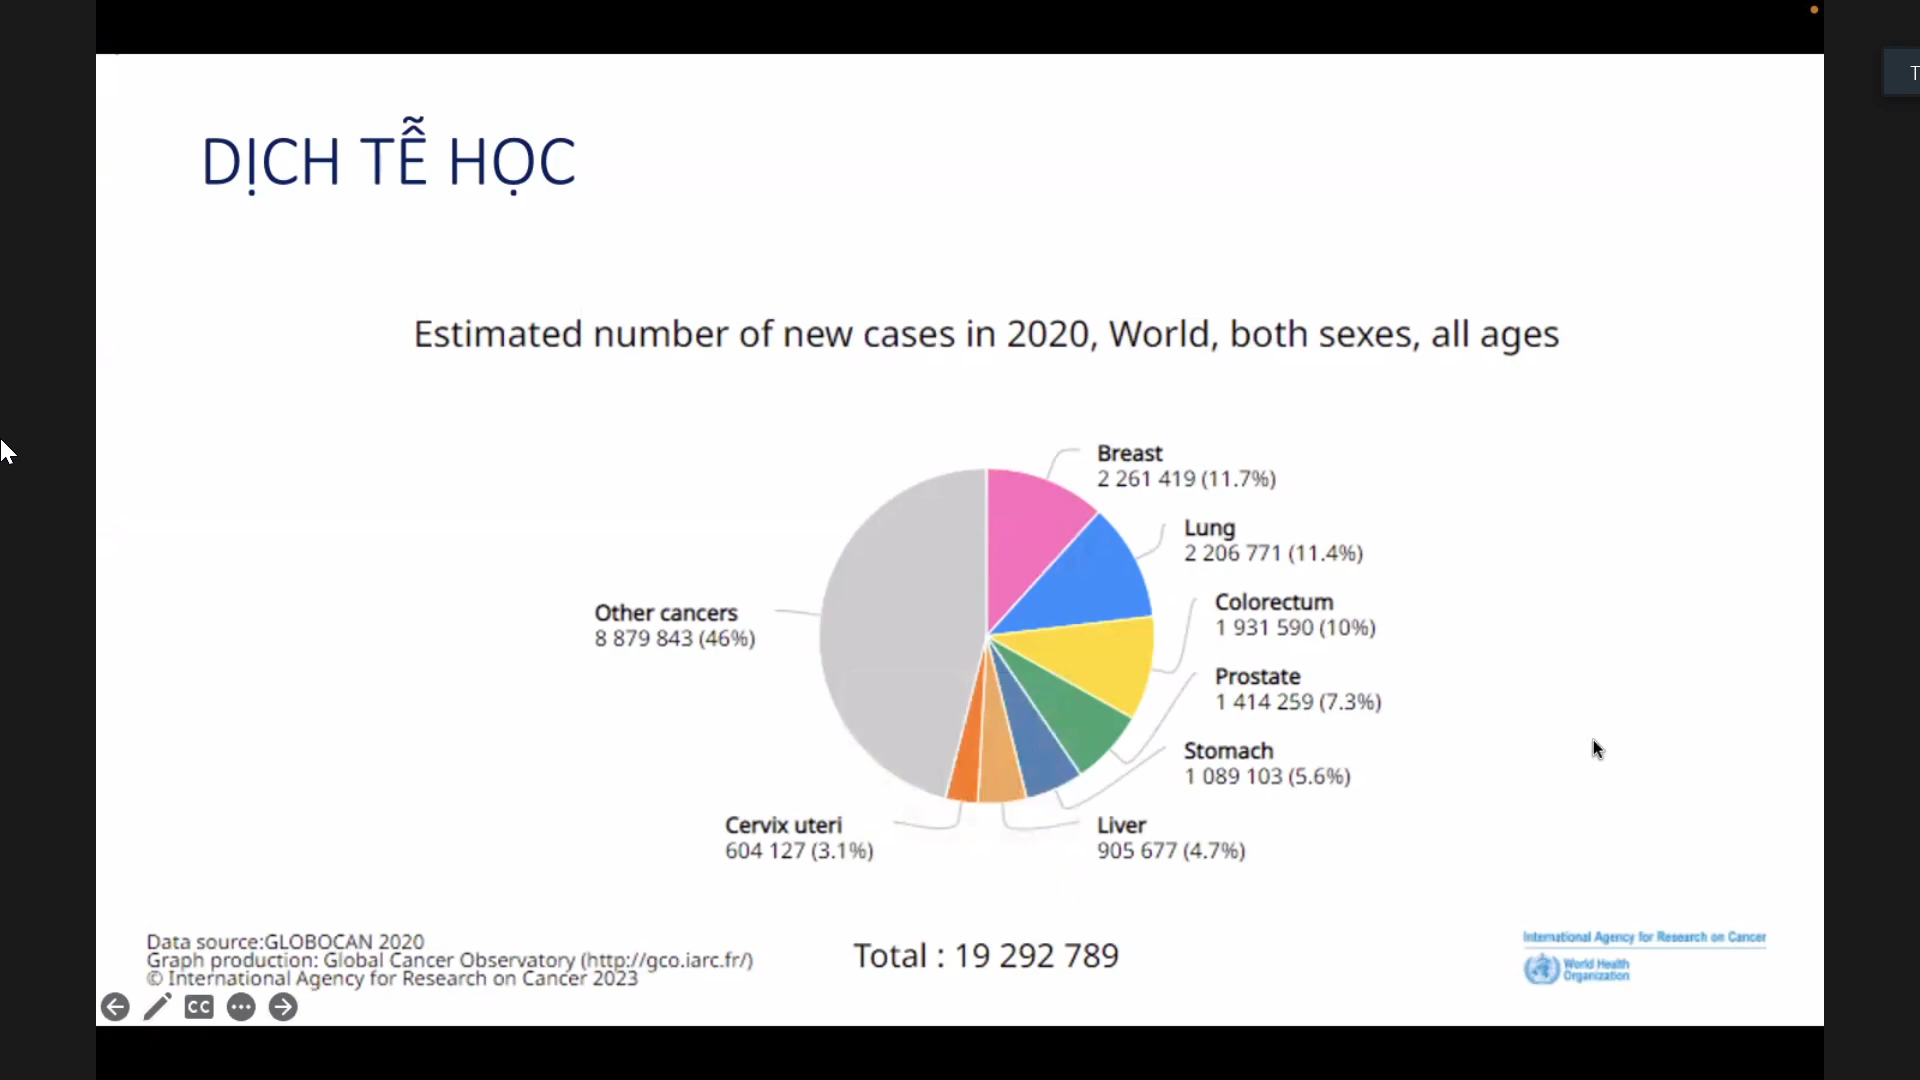 T
DỊCH TỄ HỌC
Estimated number of new cases in 2020, World, both sexes, all ages
Breast
2 261 419 (11.7%)
Lung
2 206 771 (11.4%)
Colorectum
1 931 590 (10%)
Other cancers
8 879 843 (46%)
Prostate
1 414 259 (7.3%)
Stomach
1 089 103 (5.6%)
Cervix uteri
604 127 (3.1%)
Liver
905 677 (4.7%)
Data source:GLOBOCAN 2020
Graph production: Global Cancer Observatory (http://gco.iarc.fr/)
© International Agency for Research on Cancer 2023
Total : 19 292 789
International Agency for Research on Cancer
World Health
Organization
CC